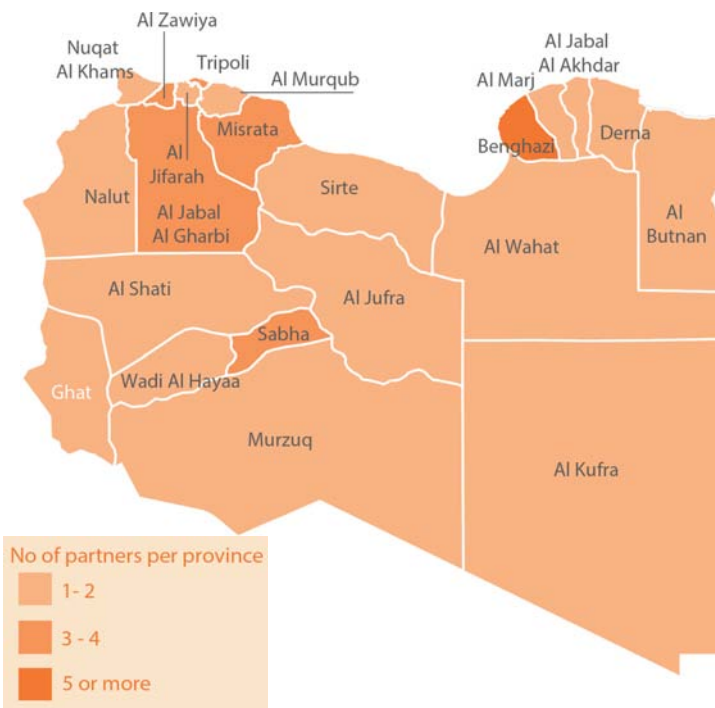 Al Zawiya
Nuqat
Al Khams
Tripoli
Al Murqub
Al Jabal
Al Akhdar
Al Marj
Misrata
Benghazi
Derna
Al
Jifarah
Nalut
Sirte
Al Jabal
Al Gharbi
Al
Butnan
Al Wahat
Al Shati
Al Jufra
Sabha
Ghat
Wadi Al Hayaa
Murzuq
Al Kufra
No of partners per province
1- 2
3 - 4
5 or more